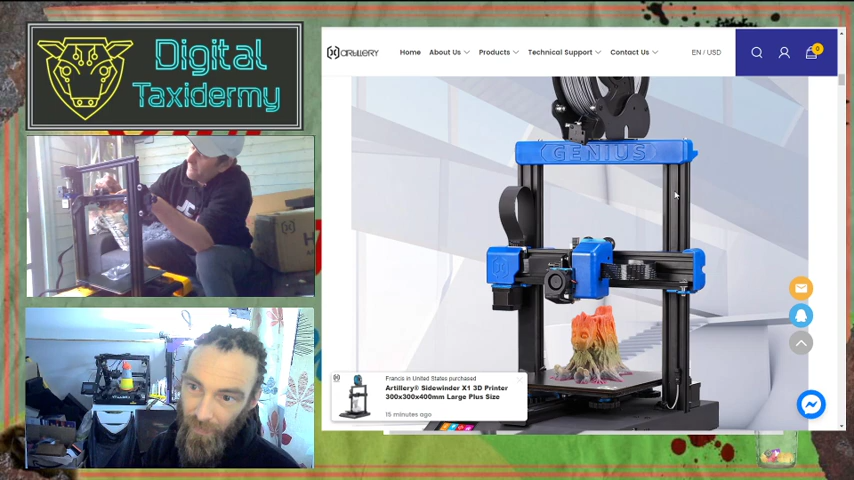 Digital
Taxidermy
ARTILLERY
Home
About Us
Products
Technical Support
Contact Us
EN / USD
0
GENIUS
Francis in United States purchased
Artillery® Sidewinder X1 3D Printer
300x300x400mm Large Plus Size
15 minutes ago